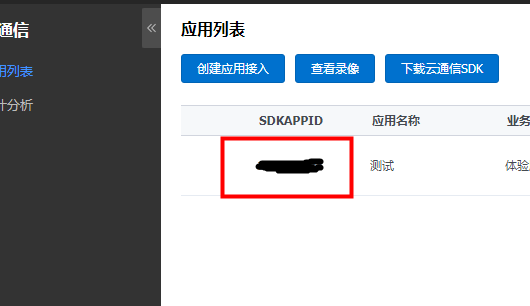 通信
应用列表
用列表
计分析
创建应用接入
查看录像
下载云通信SDK
SDKAPPID
应用名称
业务
测试
体验